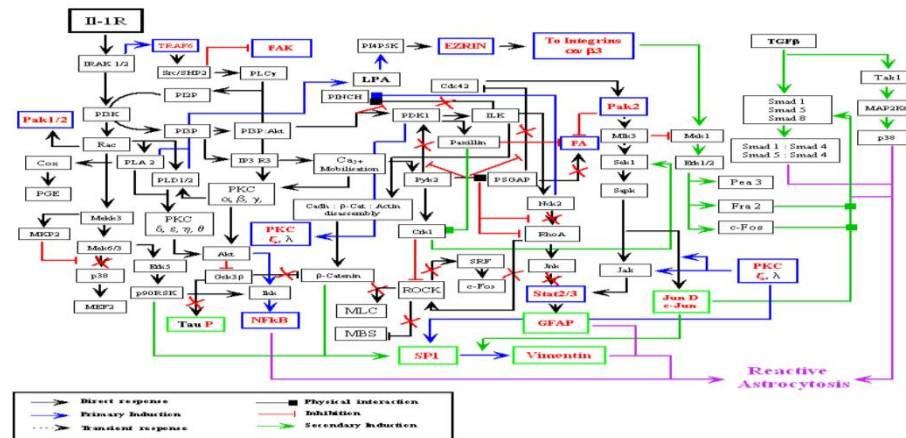 Il-1R
TRAF6
FAK
PI4P5K
EZRIN
To Integrins
αv β3
TGFβ
IRAK 1/2
Src/SHP2
PLCγ
LPA
Cdc42
Tak1
PI2P
PINCH
Pak2
Smad 1
Smad 5
Smad 8
MAP2K6
Pak1/2
PI3K
PDK1
ILK
Mlk3
Mek1
p38
Rac
PI3P
PI3P:Akt
Paxillin
FA
Smad 1 : Smad 4
Smad 5 : Smad 4
Cox
PLA 2
IP3 R3
Ca2+
Mobilisation
Sek1
Erk1/2
PGE
PLD1/2
PKC
α, β, γ,
Pyk2
PSGAP
Sapk
Pea 3
PKC
δ, ε, η, θ
Cadh : β-Cat : Actin
disassembly
Nck2
Fra 2
MKP2
Mekk3
PKC
ζ, λ
Crk1
RhoA
c-Fos
Mek6/3
Akt
SRF
Jnk
Jak
PKC
ζ, λ
p38
Erk5
Gsk3β
β-Catenin
ROCK
c-Fos
Stat2/3
Jun D
c-Jun
MEF2
p90RSK
Ikk
MLC
Tau P
NFkB
MBS
GFAP
SP1
Vimentin
Reactive
Astrocytosis
Direct response
Physical interaction
Primary Induction
Inhibition
Transient response
Secondary Induction